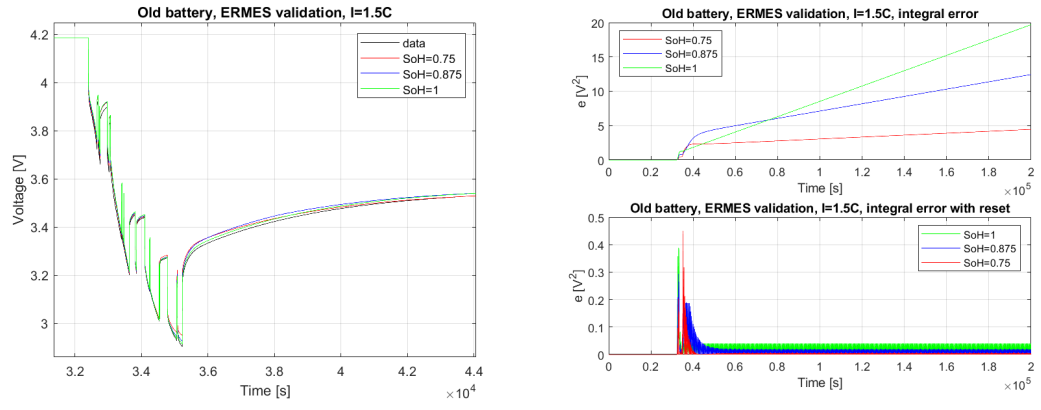 Old battery, ERMES validation, I=1.5C
4.2
4
3.8
3.6
3.4
3.2
3
Voltage [V]
data
SoH=0.75
SoH=0.875
SoH=1
3.2 3.4 3.6 3.8 4 4.2 4.4
Time [s]
×10^4
Old battery, ERMES validation, I=1.5C, integral error
20
15
10
5
0
e [V^2]
SoH=0.75
SoH=0.875
SoH=1
0 0.2 0.4 0.6 0.8 1 1.2 1.4 1.6 1.8 2
Time [s]
×10^5
Old battery, ERMES validation, I=1.5C, integral error with reset
0.5
0.4
0.3
0.2
0.1
0
e [V^2]
SoH=1
SoH=0.875
SoH=0.75
0 0.2 0.4 0.6 0.8 1 1.2 1.4 1.6 1.8 2
Time [s]
×10^5